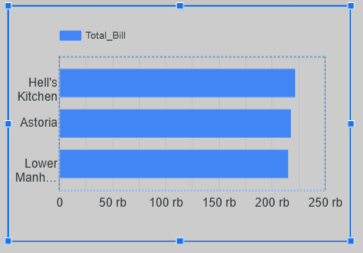 Total_Bill
Hell's
Kitchen
Astoria
Lower
Manh...
0 50 rb 100 rb 150 rb 200 rb 250 rb